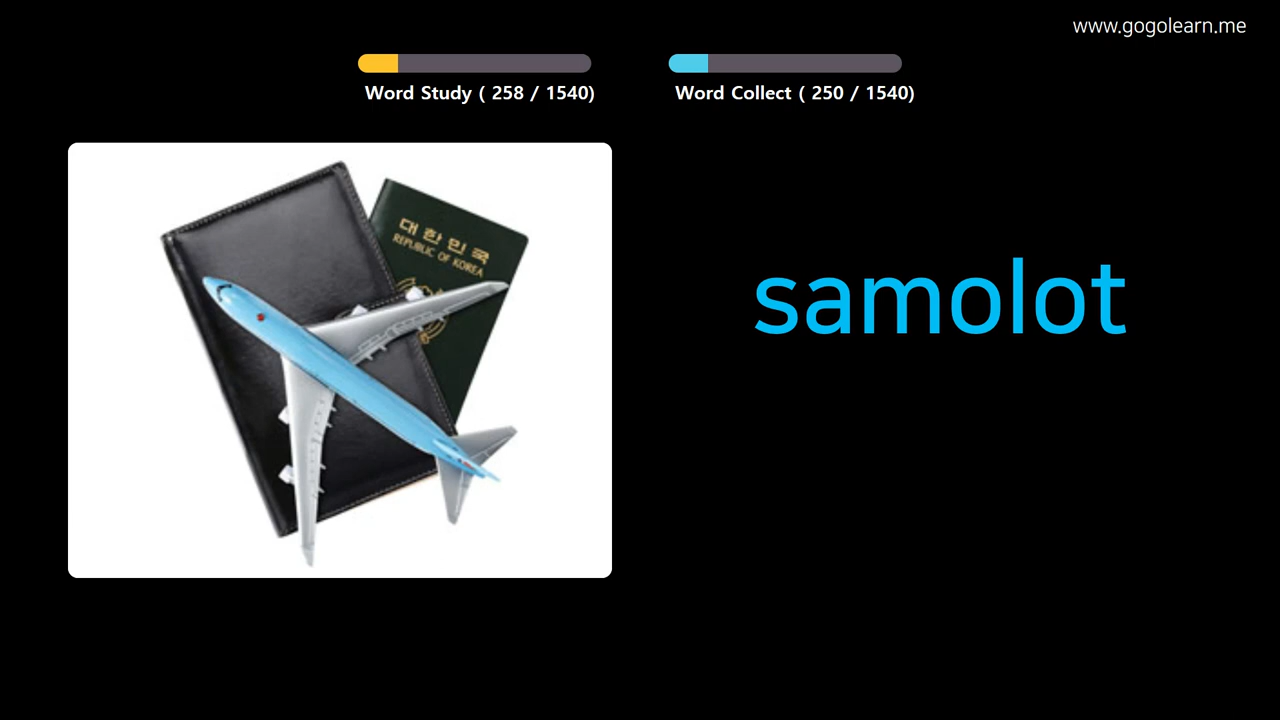 www.gogolearn.me
Word Study ( 258 / 1540)
Word Collect ( 250 / 1540)
대한민국
REPUBLIC OF KOREA
samolot